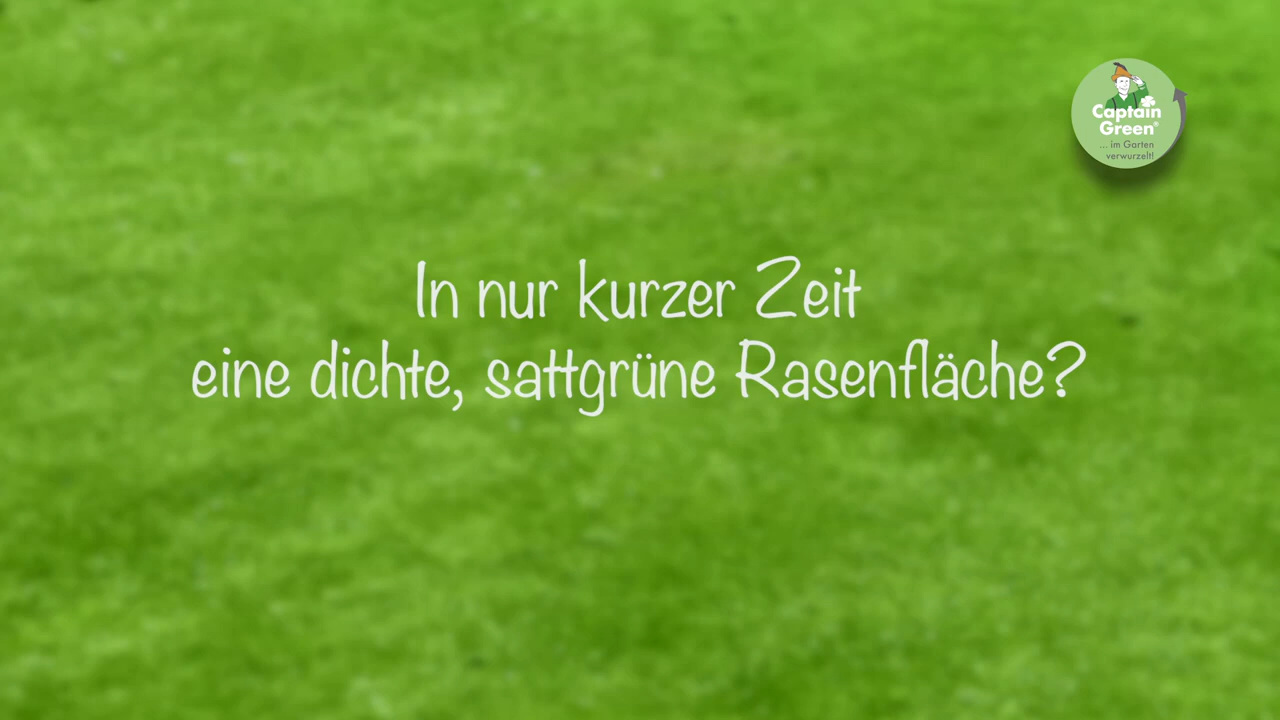 Captain
Green®
... im Garten
verwurzelt!
In nur kurzer Zeit
eine dichte, sattgrüne Rasenfläche?